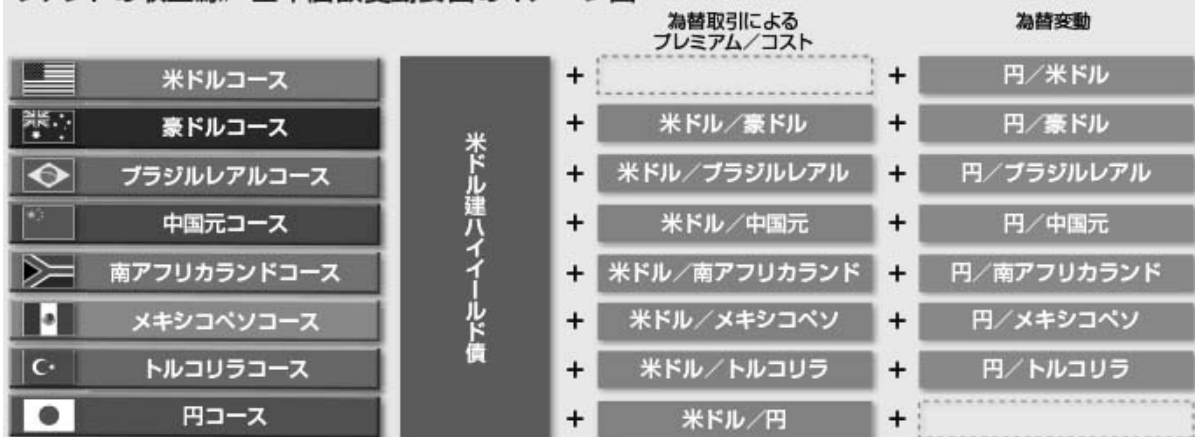 為替取引による
プレミアム／コスト
為替変動
米ドルコース
+
+
円／米ドル
豪ドルコース
+
米ドル／豪ドル
+
円／豪ドル
ブラジルレアルコース
+
米ドル／ブラジルレアル
+
円／ブラジルレアル
中国元コース
+
米ドル／中国元
+
円／中国元
南アフリカランドコース
+
米ドル／南アフリカランド
+
円／南アフリカランド
メキシコペソコース
+
米ドル／メキシコペソ
+
円／メキシコペソ
トルコリラコース
+
米ドル／トルコリラ
+
円／トルコリラ
円コース
+
米ドル／円
+
米ドル建ハイイールド債